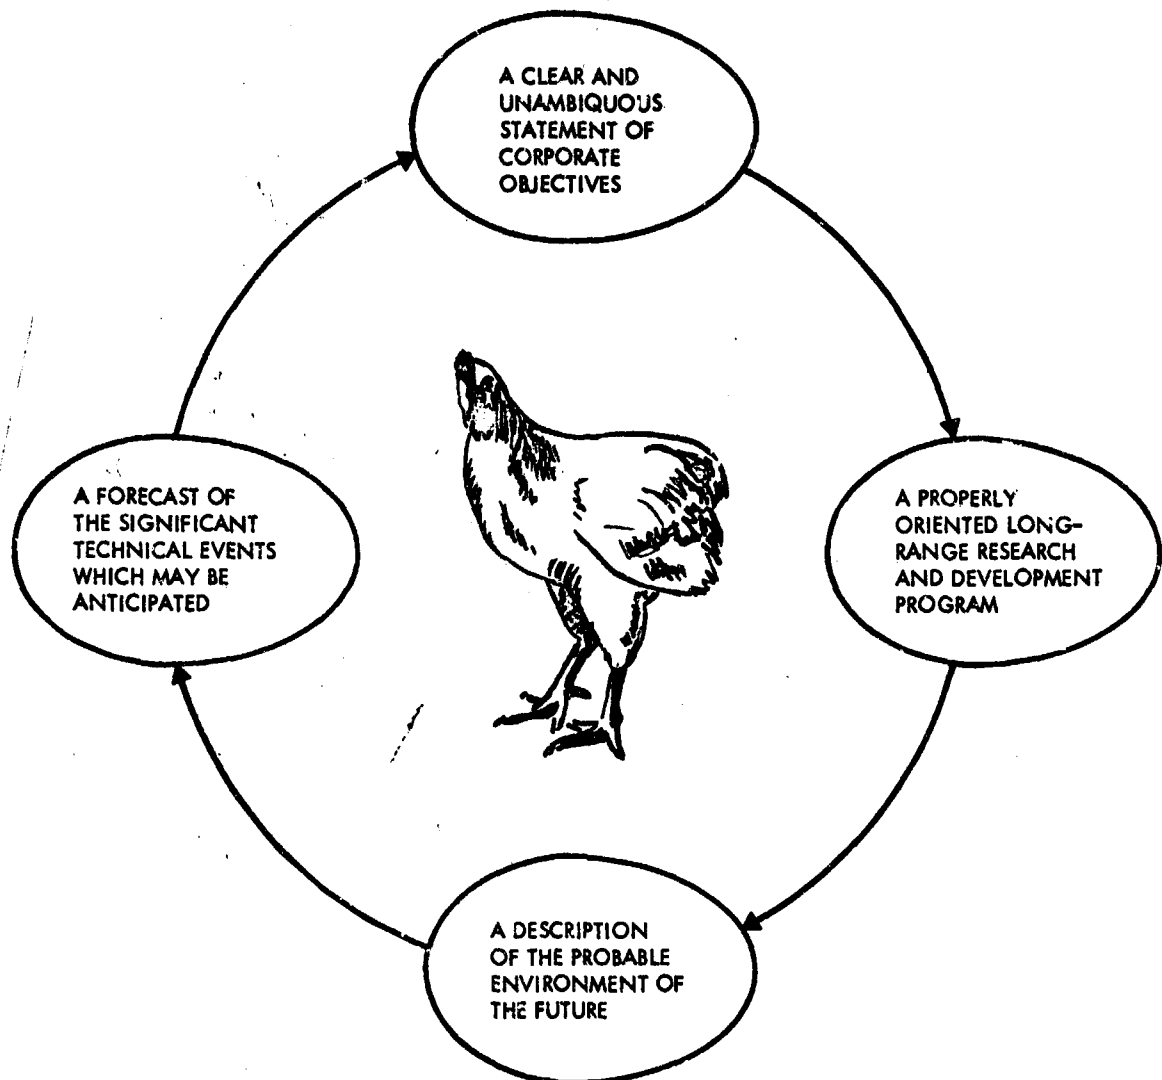 A CLEAR AND
UNAMBIQUOUS
STATEMENT OF
CORPORATE
OBJECTIVES
A FORECAST OF
THE SIGNIFICANT
TECHNICAL EVENTS
WHICH MAY BE
ANTICIPATED
A PROPERLY
ORIENTED LONG-
RANGE RESEARCH
AND DEVELOPMENT
PROGRAM
A DESCRIPTION
OF THE PROBABLE
ENVIRONMENT OF
THE FUTURE